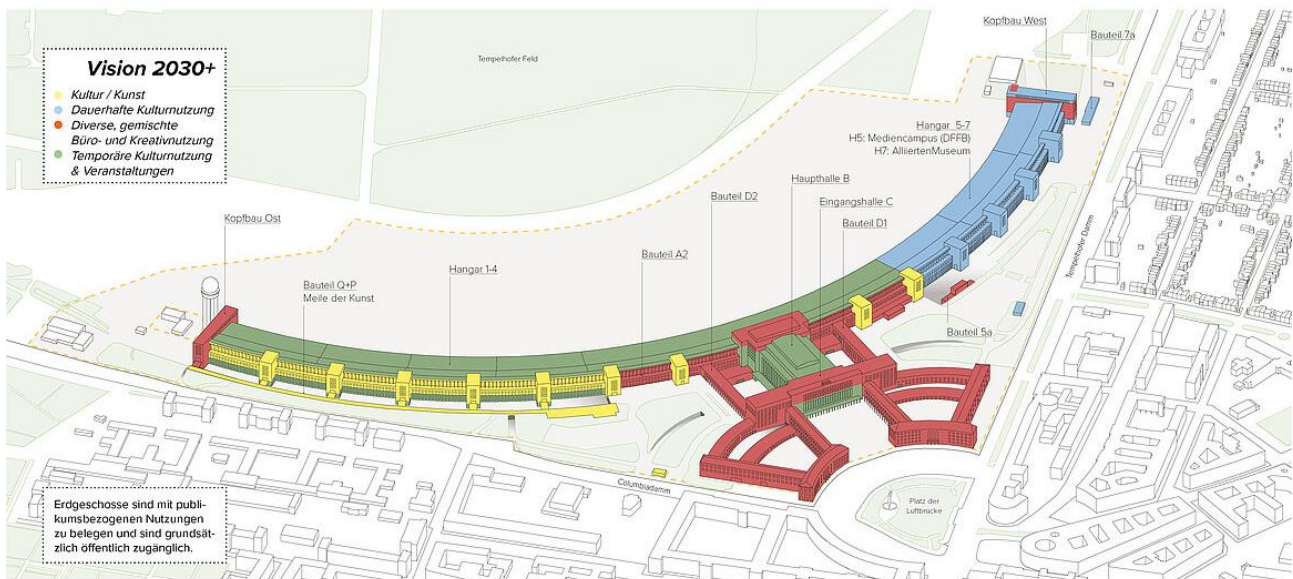 Vision 2030+
Kultur / Kunst
Dauerhafte Kulturnutzung
Diverse, gemischte
Büro- und Kreativnutzung
Temporäre Kulturnutzung
& Veranstaltungen
Tempelhofer Feld
Kopfbau West
Bauteil 7a
Hangar 5-7
H5: Mediencampus (DFFB)
H7: AlliiertenMuseum
Haupthalle B
Eingangshalle C
Bauteil D2
Bauteil D1
Kopfbau Ost
Bauteil A2
Hangar 1-4
Bauteil Q+P
Meile der Kunst
Tempelhofer Damm
Bauteil 5a
Columbiadamm
Platz der
Luftbrücke
Erdgeschosse sind mit publi-
kumsbezogenen Nutzungen
zu belegen und sind grundsät-
zlich öffentlich zugänglich.